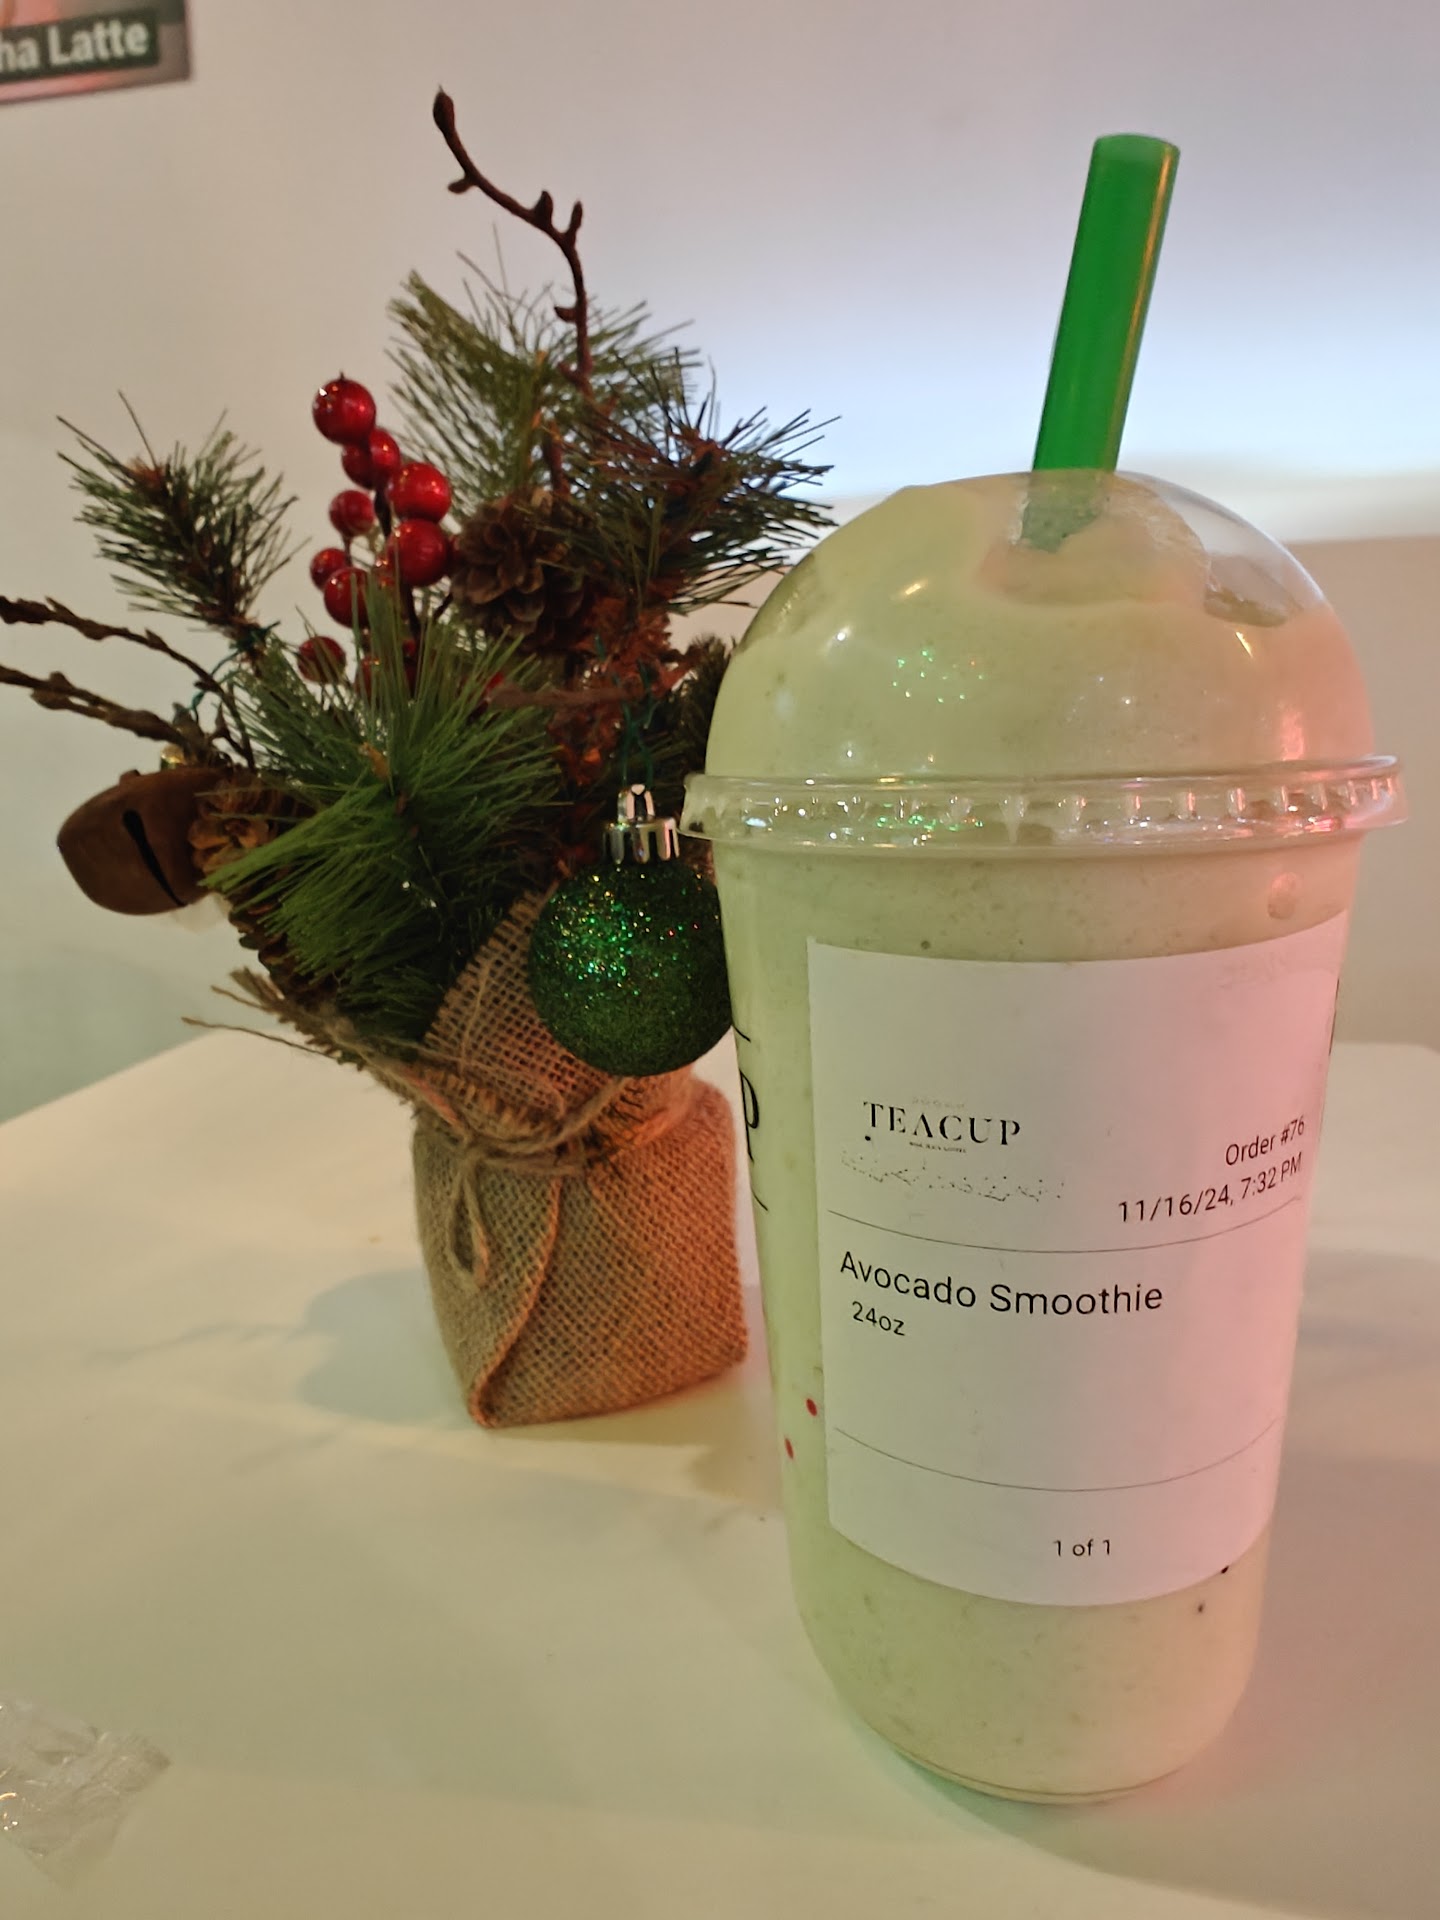 ha Latte
TEACUP
Order #76
11/16/24, 7:32 PM
Avocado Smoothie
24oz
1 of 1